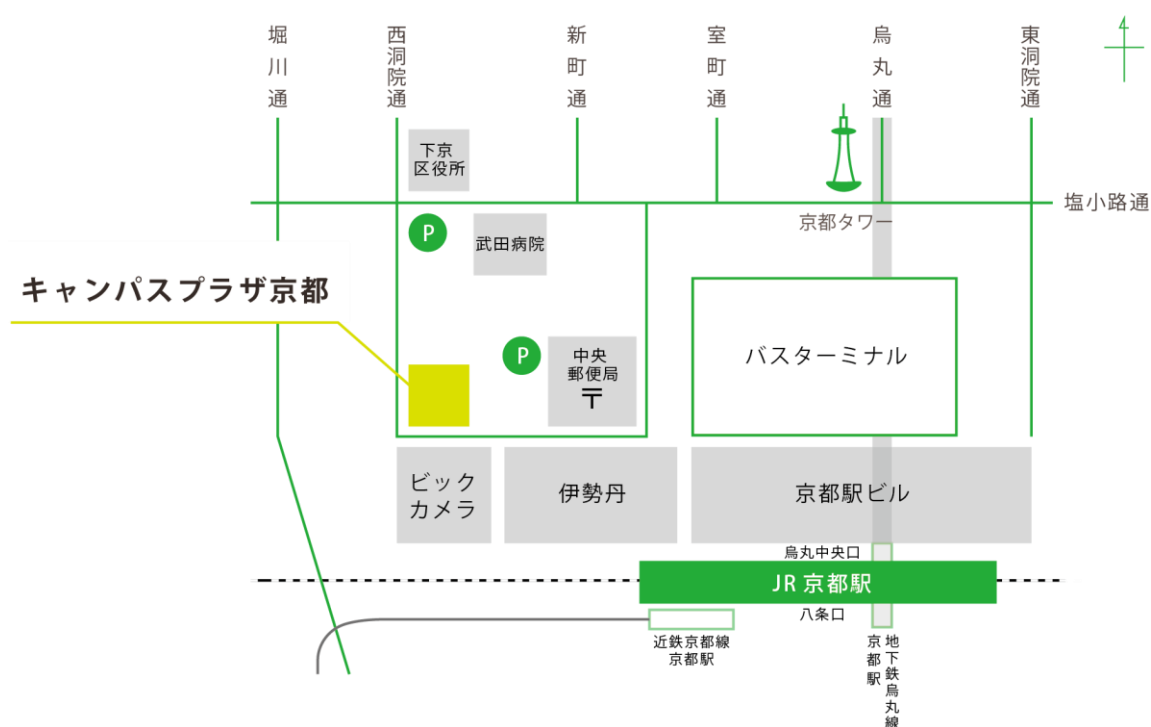 堀川通
西洞院通
新町通
室町通
烏丸通
東洞院通
下京
区役所
塩小路通
P
武田病院
京都タワー
キャンパスプラザ京都
P
中央
郵便局
〒
バスターミナル
ビック
カメラ
伊勢丹
京都駅ビル
烏丸中央口
JR 京都駅
八条口
近鉄京都線
京都駅
地下鉄烏丸線
京都駅